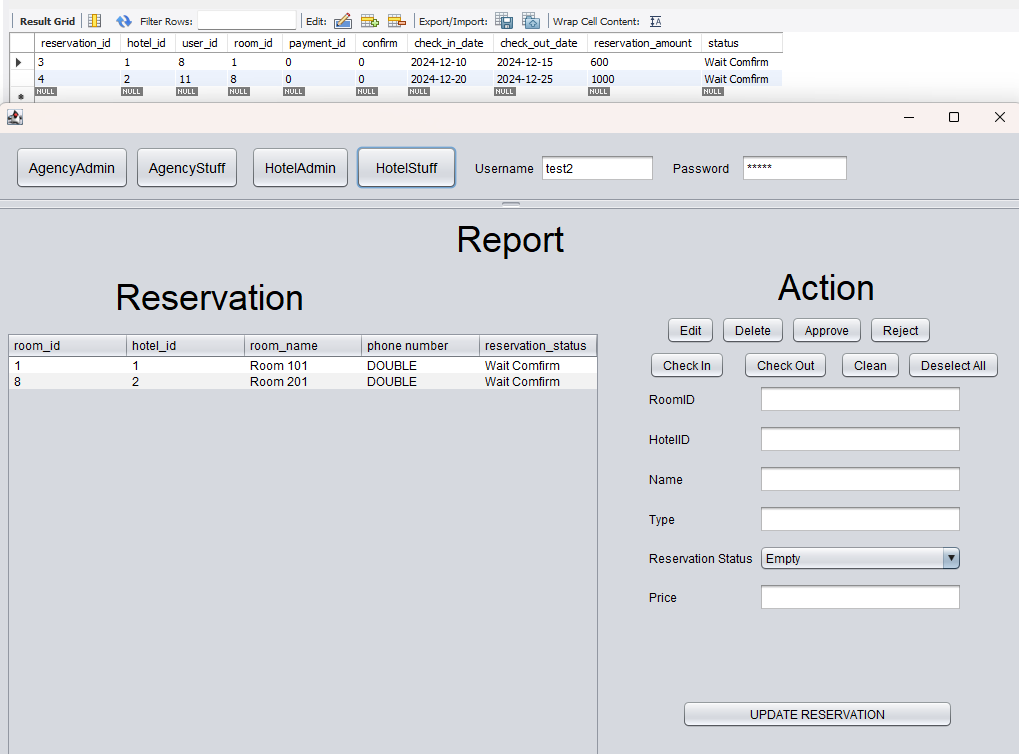 Result Grid Filter Rows: Edit: Export/Import: Wrap Cell Content: IA
reservation_id hotel_id user_id room_id payment_id confirm check_in_date check_out_date reservation_amount status
3 1 8 1 0 0 2024-12-10 2024-12-15 600 Wait Comfirm
4 2 11 8 0 0 2024-12-20 2024-12-25 1000 Wait Comfirm
NULL NULL NULL NULL NULL NULL NULL NULL NULL NULL
AgencyAdmin AgencyStuff HotelAdmin HotelStuff Username test2 Password *****
Report
Reservation
Action
room_id hotel_id room_name phone number reservation_status
1 1 Room 101 DOUBLE Wait Comfirm
8 2 Room 201 DOUBLE Wait Comfirm
Edit Delete Approve Reject
Check In Check Out Clean Deselect All
RoomID
HotelID
Name
Type
Reservation Status Empty
Price
UPDATE RESERVATION